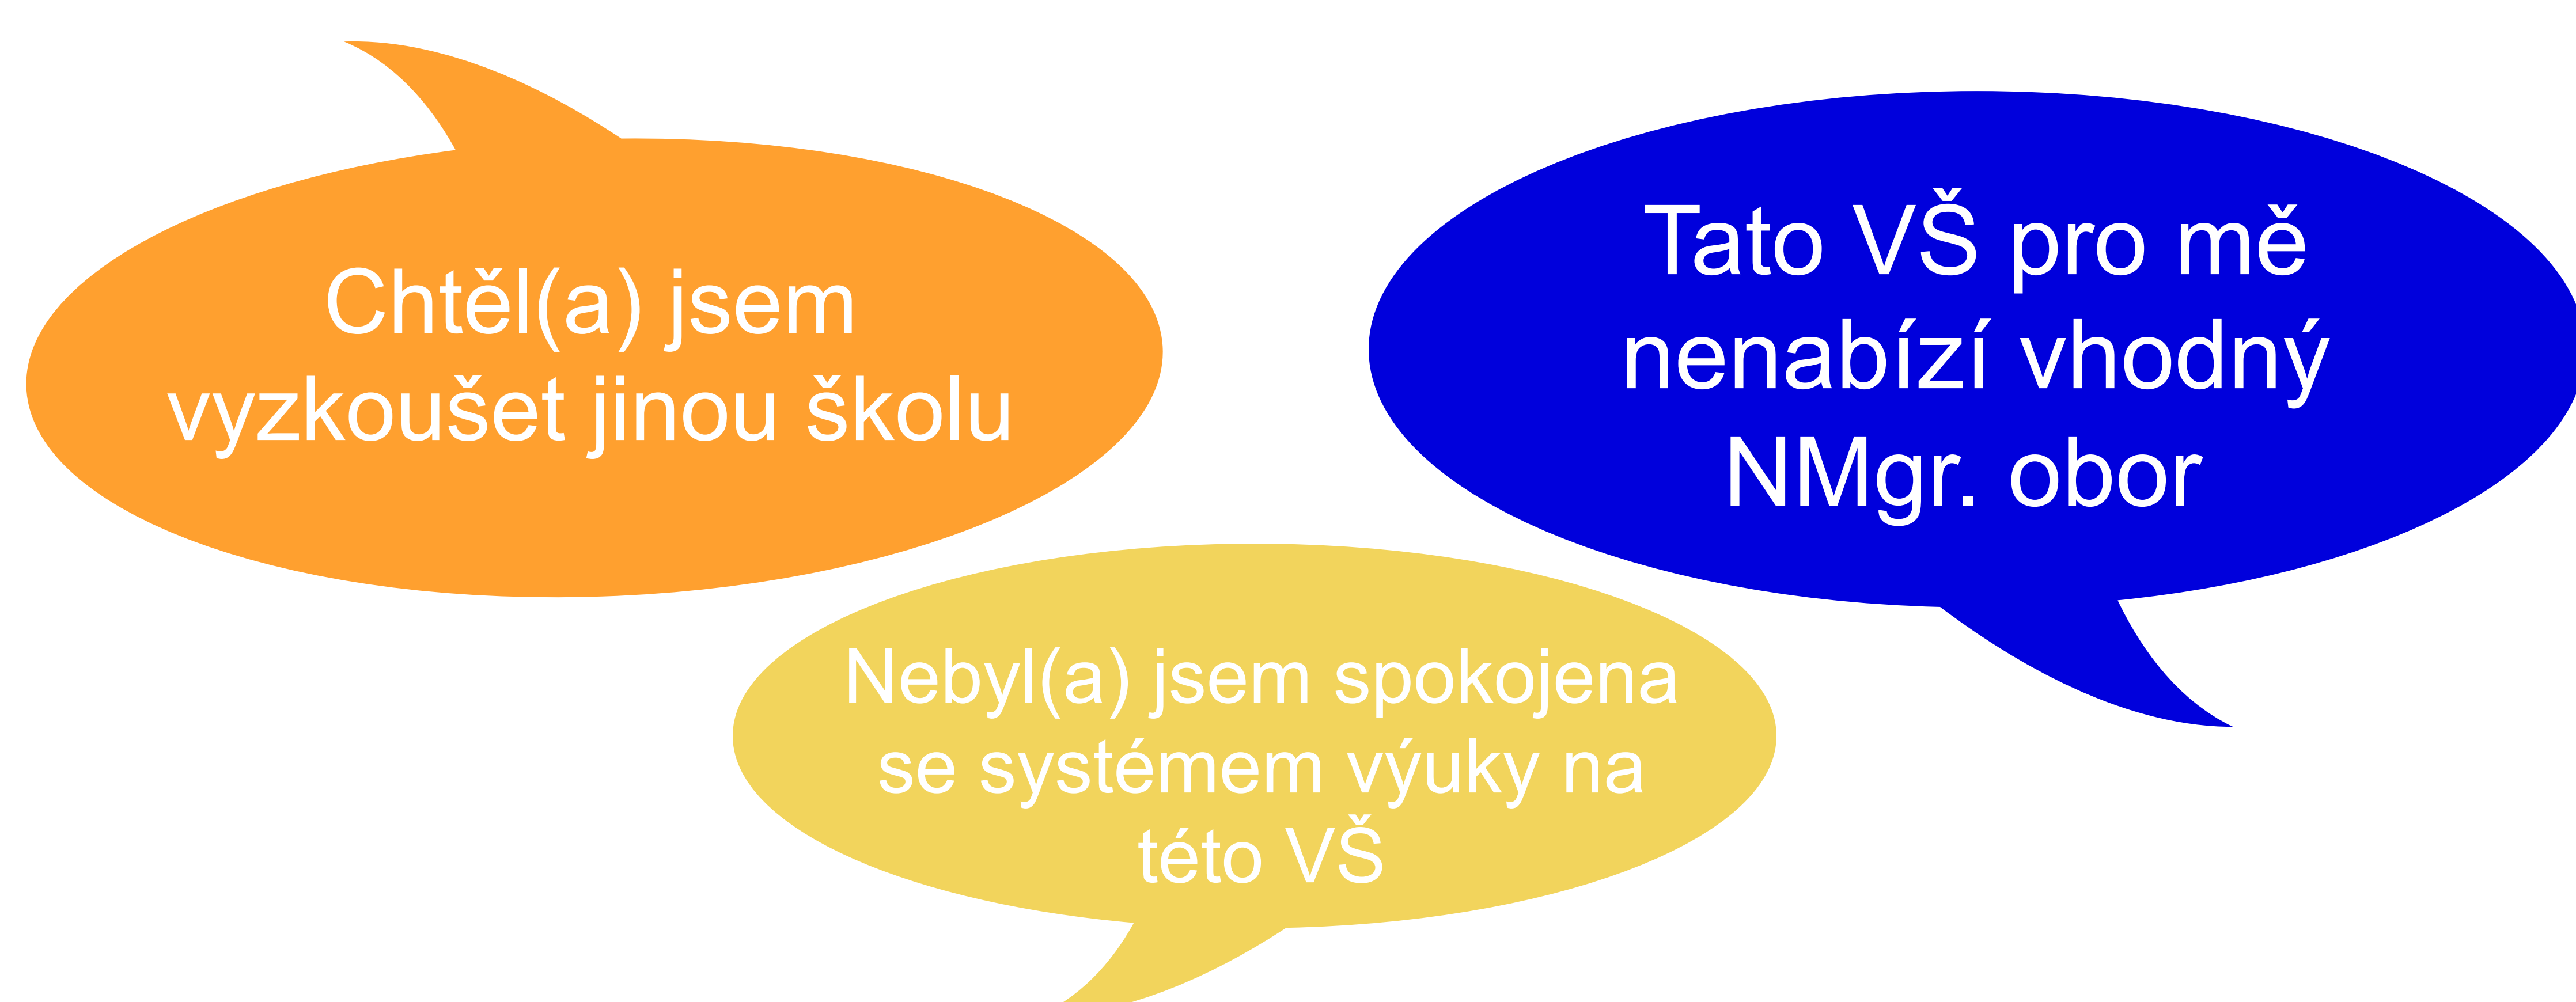 Chtěl(a) jsem
vyzkoušet jinou školu
Tato VŠ pro mě
nenabízí vhodný
NMgr. obor
Nebyl(a) jsem spokojena
se systémem výuky na
této VŠ